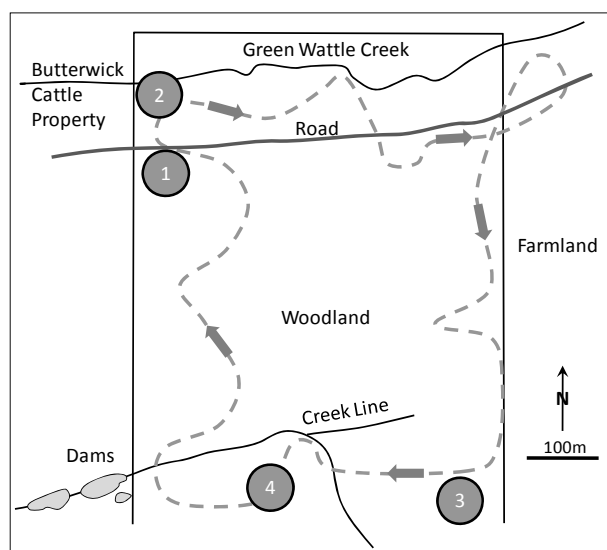 Green Wattle Creek
Butterwick
Cattle
Property
2
Road
1
Farmland
Woodland
N
Creek Line
100m
Dams
4
3